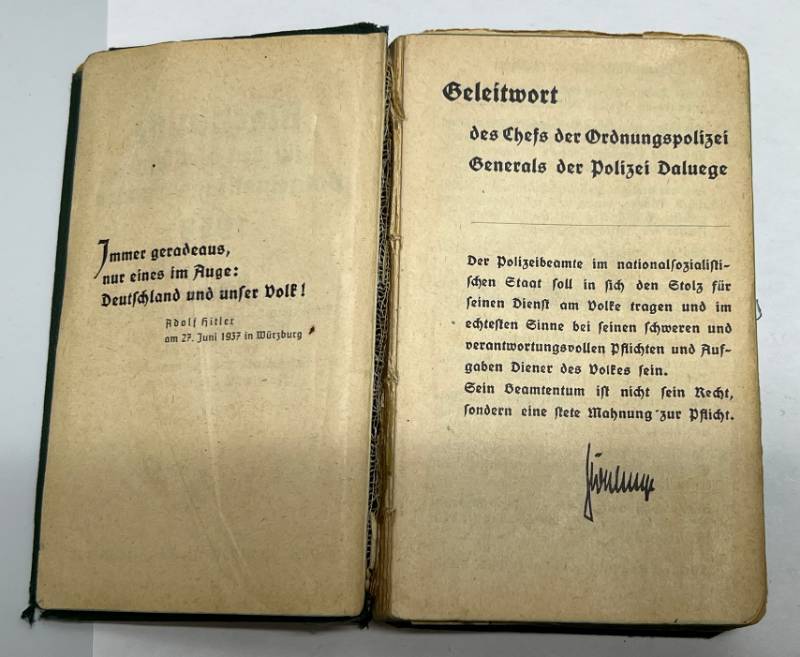 Immer geradeaus,
nur eines im Auge:
Deutschland und unser Volk!
Adolf Hitler
am 27. Juni 1937 in Würzburg
Geleitwort
des Chefs der Ordnungspolizei
Generals der Polizei Daluege
Der Polizeibeamte im nationalsozialisti-
schen Staat soll in sich den Stolz für
seinen Dienst am Volke tragen und im
echtesten Sinne bei seinen schweren und
verantwortungsvollen Pflichten und Auf-
gaben Diener des Volkes sein.
Sein Beamtentum ist nicht sein Recht,
sondern eine stete Mahnung zur Pflicht.